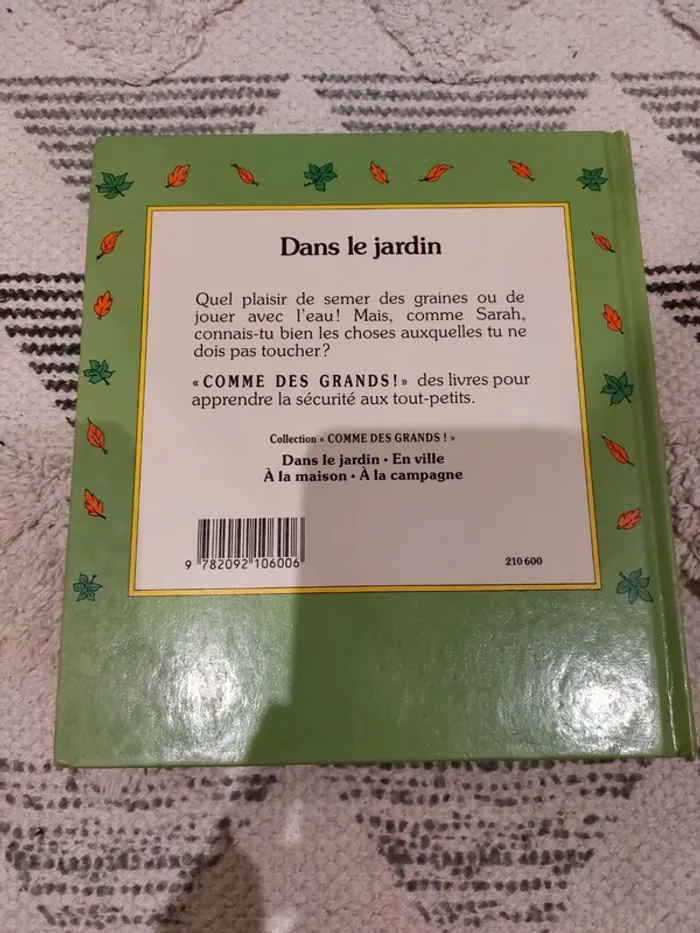 Dans le jardin
Quel plaisir de semer des graines ou de
jouer avec l'eau! Mais, comme Sarah,
connais-tu bien les choses auxquelles tu ne
dois pas toucher?
« COMME DES GRANDS! » des livres pour
apprendre la sécurité aux tout-petits.
Collection « COMME DES GRANDS ! »
Dans le jardin • En ville
À la maison • À la campagne
9 782092 106006
210 600